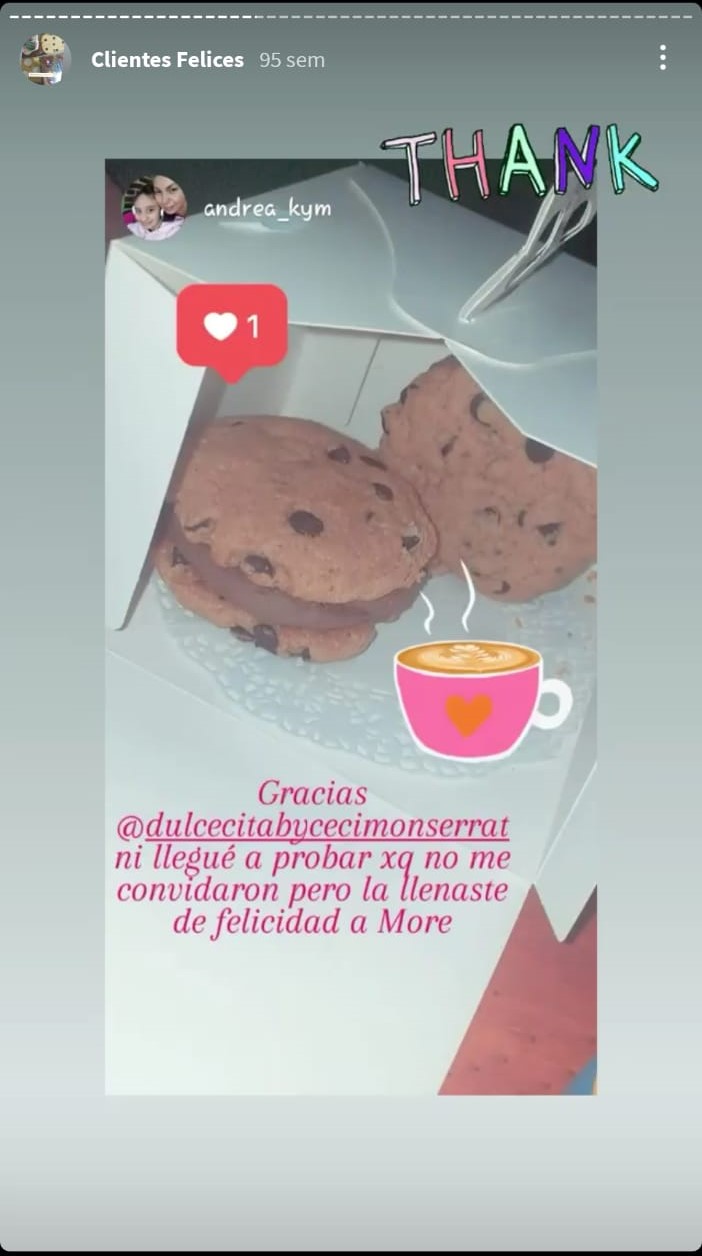 Clientes Felices 95 sem
THANK
andrea_kym
1
Gracias
@dulcecitabycecimonserrat
ni llegué a probar xq no me
convidaron pero la llenaste
de felicidad a More